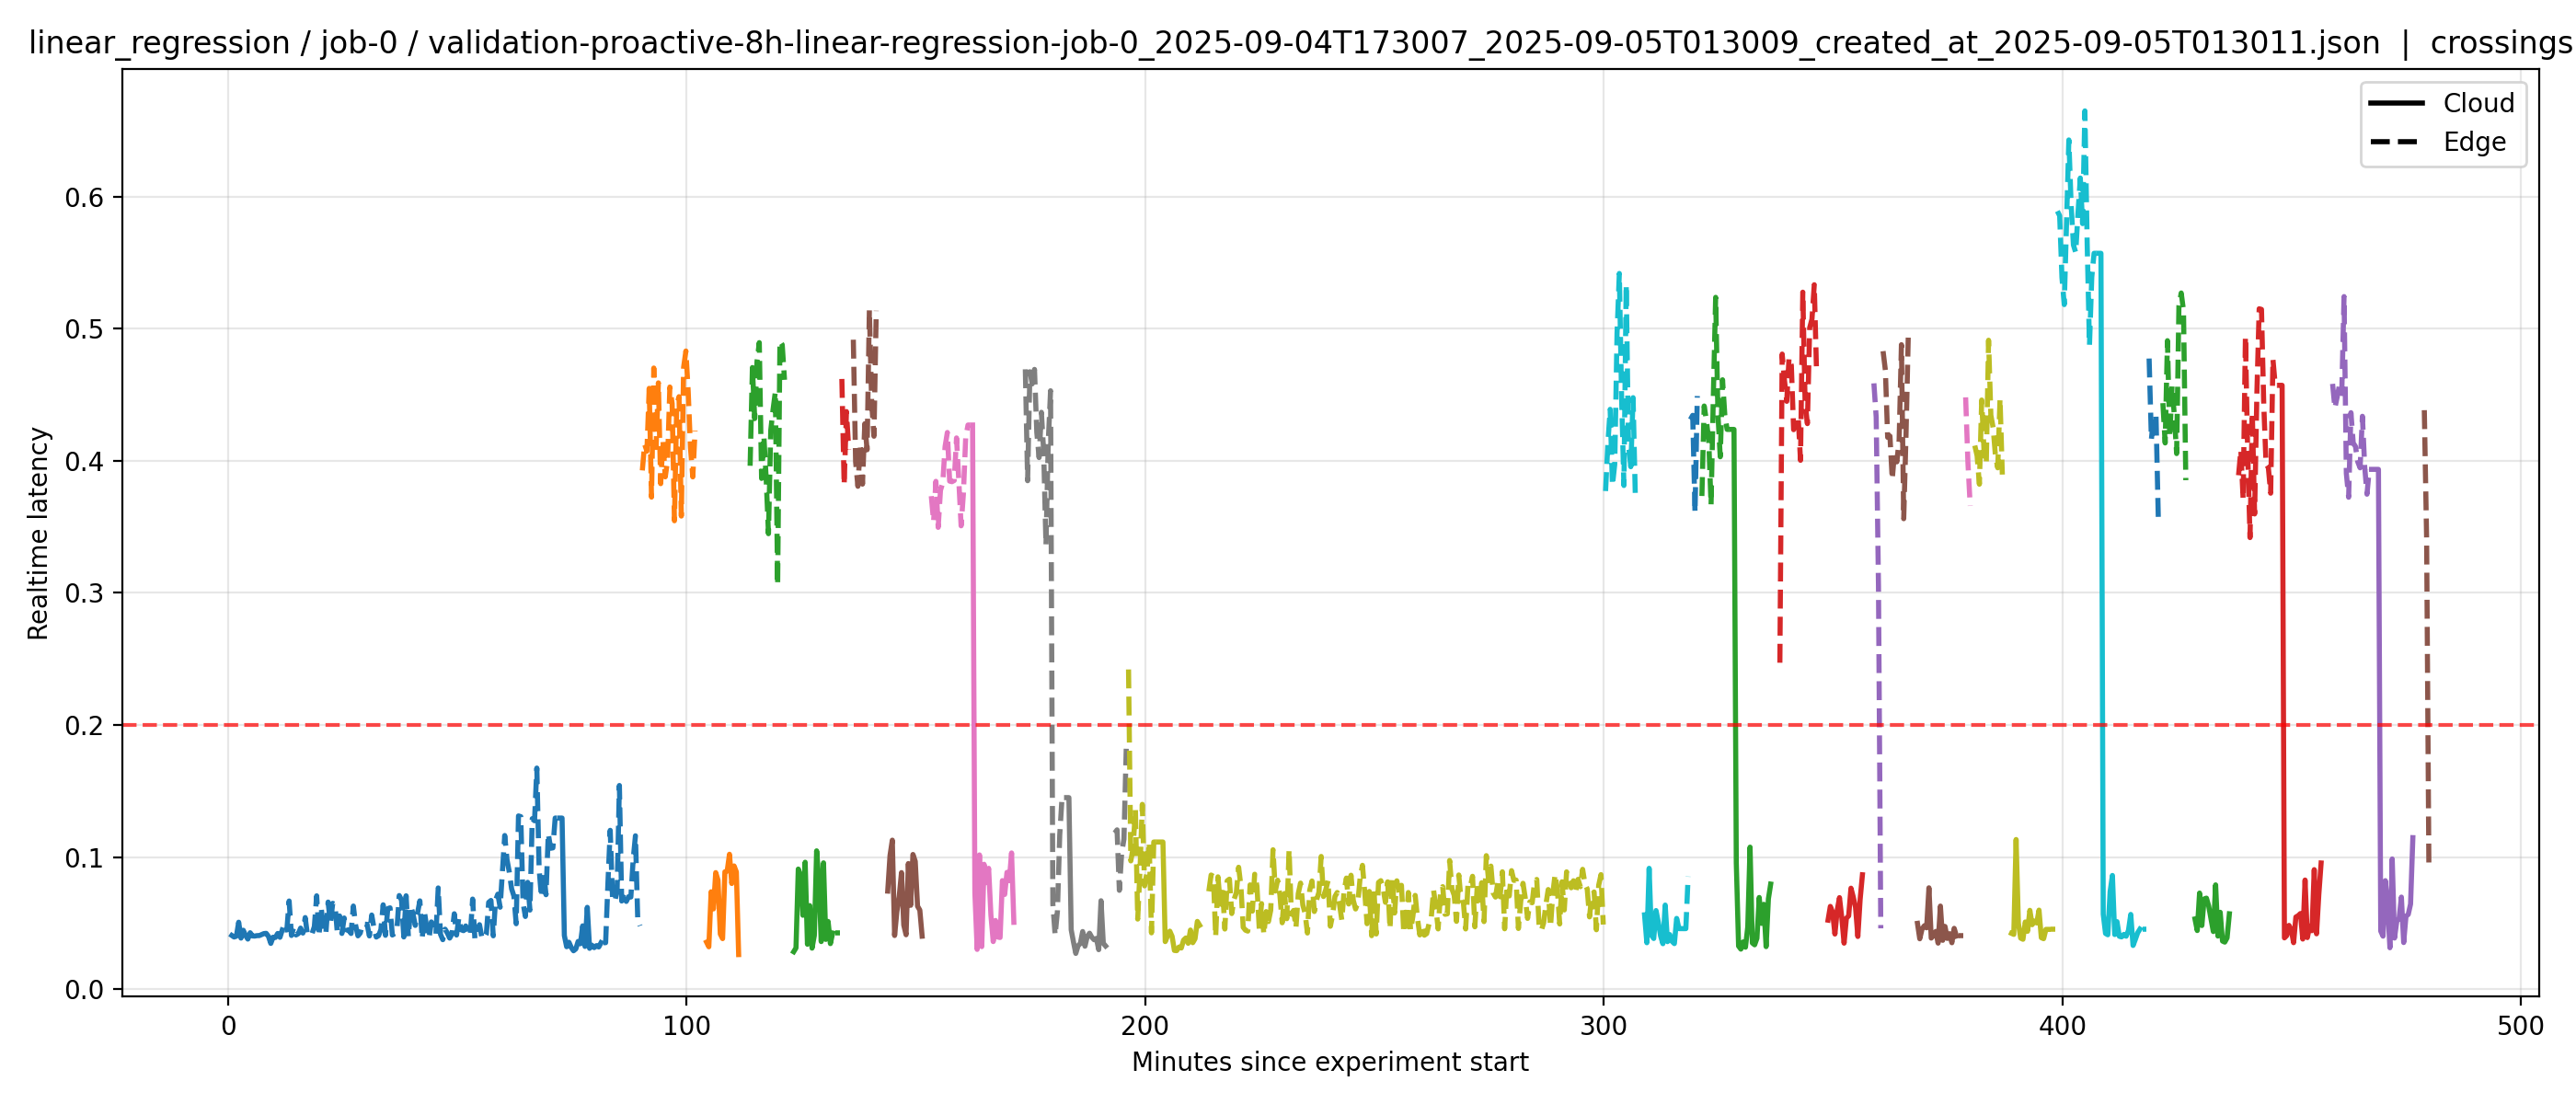 linear_regression / job-0 / validation-proactive-8h-linear-regression-job-0_2025-09-04T173007_2025-09-05T013009_created_at_2025-09-05T013011.json | crossings
Cloud
Edge
Realtime latency
0.6
0.5
0.4
0.3
0.2
0.1
0.0
0 100 200 300 400 500
Minutes since experiment start